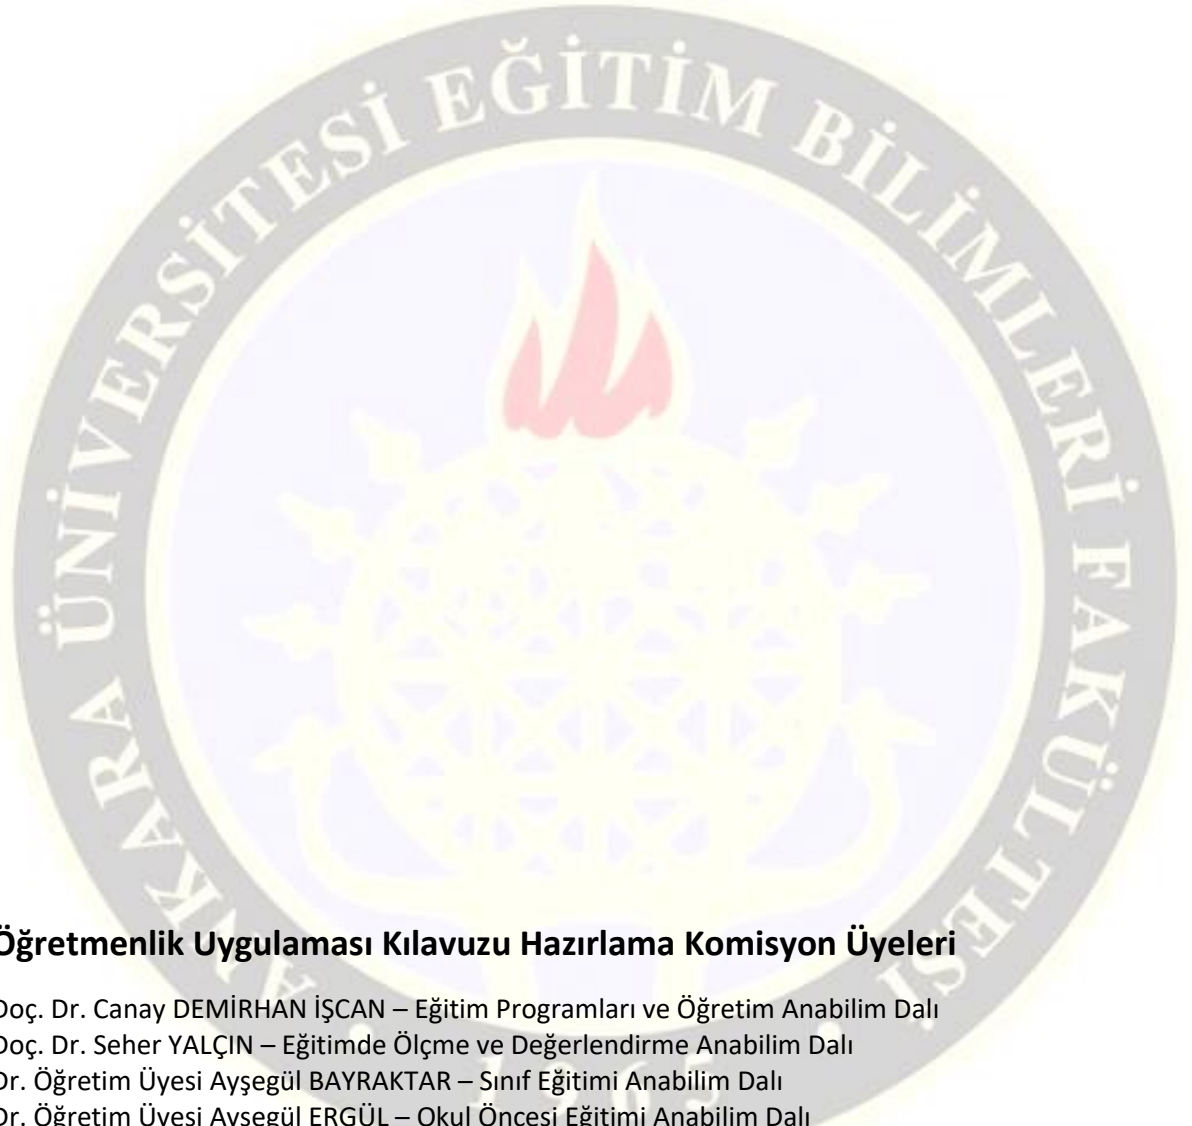 ANKARA ÜNİVERSİTESİ EĞİTİM BİLİMLERİ FAKÜLTESİ
Öğretmenlik Uygulaması Kılavuzu Hazırlama Komisyon Üyeleri
Doç. Dr. Canay DEMİRHAN İŞCAN – Eğitim Programları ve Öğretim Anabilim Dalı
Doç. Dr. Seher YALÇIN – Eğitimde Ölçme ve Değerlendirme Anabilim Dalı
Dr. Öğretim Üyesi Ayşegül BAYRAKTAR – Sınıf Eğitimi Anabilim Dalı
1965
Dr. Öğretim Üyesi Ayşegül ERGÜL – Okul Öncesi Eğitimi Anabilim Dalı